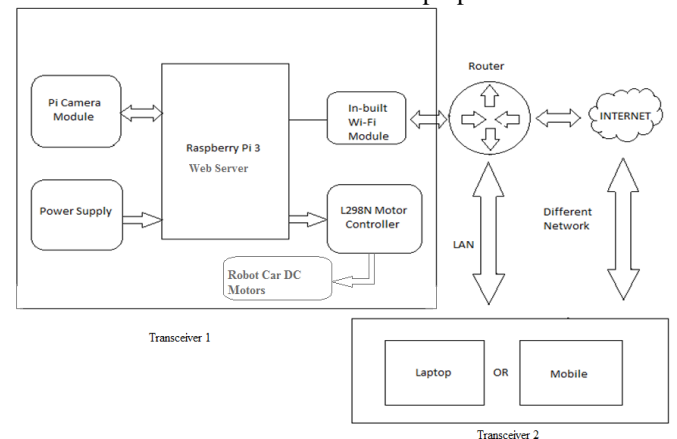 Router
Pi Camera
Module
In-built
Wi-Fi
Module
INTERNET
Raspberry Pi 3
Web Server
Power Supply
L298N Motor
Controller
Different
Network
LAN
Robot Car DC
Motors
Transceiver 1
Laptop
OR
Mobile
Transceiver 2